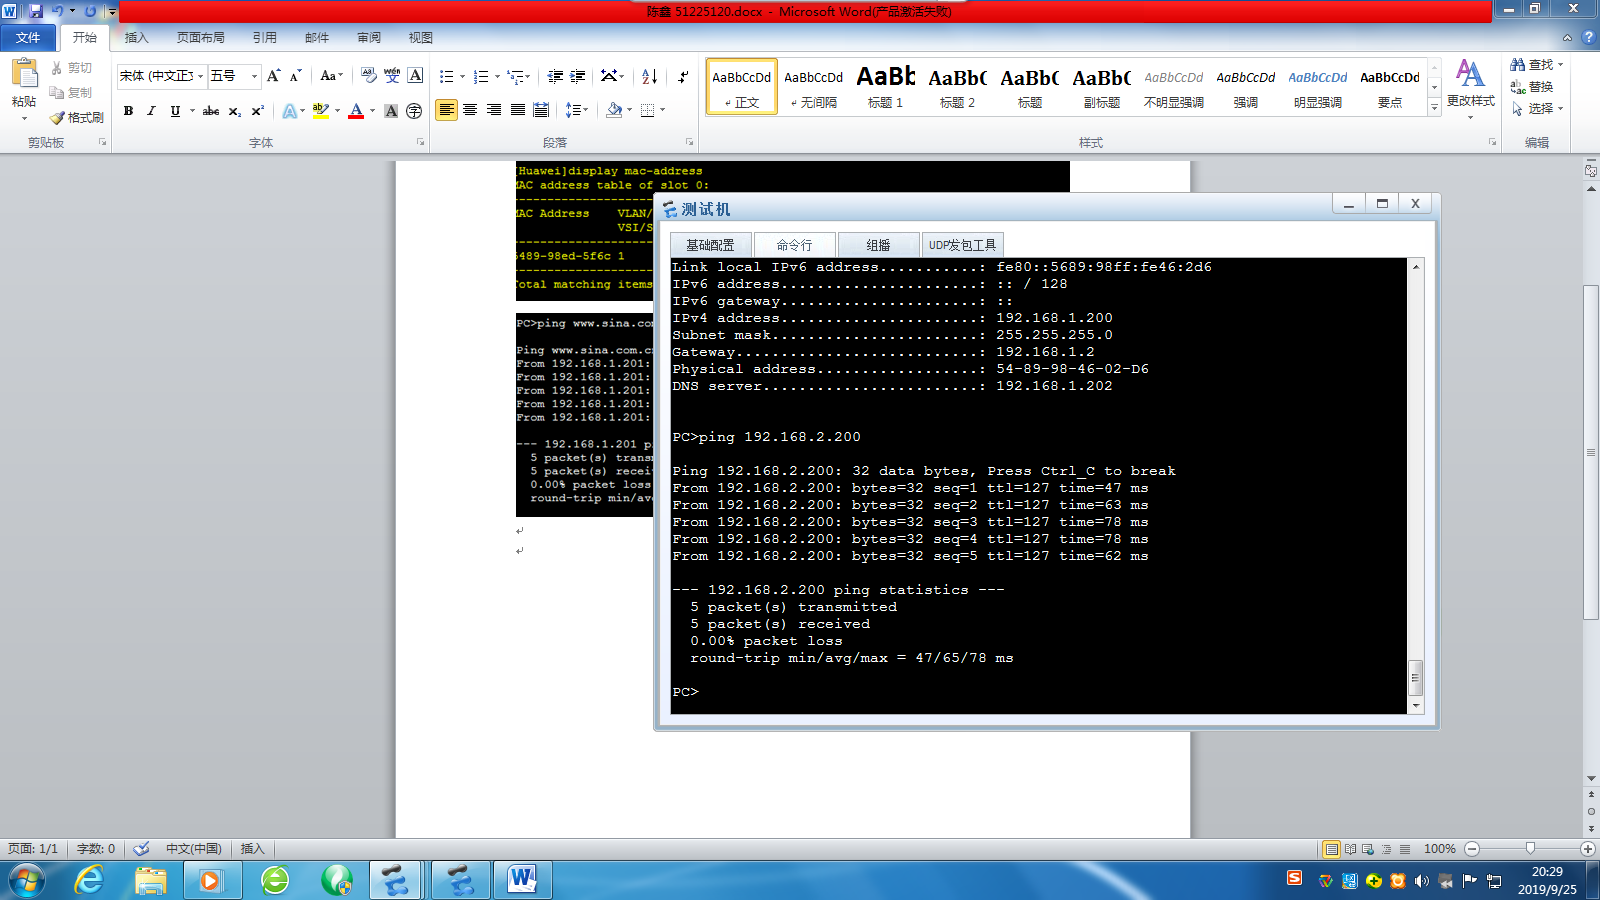 陈鑫 51225120.docx - Microsoft Word(产品激活失败)
文件 开始 插入 页面布局 引用 邮件 审阅 视图
粘贴 剪切 复制 格式刷
宋体 (中文正 五号
AaBbCcDd AaBbCcDd AaBb AaBbC AaBbC AaBbC AaBbCcDd AaBbCcDd AaBbCcDd AaBbCcDd
正文 无间隔 标题 1 标题 2 标题 副标题 不明显强调 强调 明显强调 要点
更改样式
查找 替换 选择
剪贴板 字体 段落 样式 编辑
[Huawei]display mac-address
MAC address table of slot 0:
MAC Address VLAN/
VSI/S
5489-98ed-5f6c 1
Total matching items
PC>ping www.sina.com
Ping www.sina.com.c
From 192.168.1.201:
From 192.168.1.201:
From 192.168.1.201:
From 192.168.1.201:
From 192.168.1.201:
--- 192.168.1.201 p
5 packet(s) transm
5 packet(s) recei
0.00% packet loss
round-trip min/av
测试机
基础配置 命令行 组播 UDP发包工具
Link local IPv6 address...........: fe80::5689:98ff:fe46:2d6
IPv6 address......................: :: / 128
IPv6 gateway......................: ::
IPv4 address......................: 192.168.1.200
Subnet mask.......................: 255.255.255.0
Gateway...........................: 192.168.1.2
Physical address..................: 54-89-98-46-02-D6
DNS server........................: 192.168.1.202
PC>ping 192.168.2.200
Ping 192.168.2.200: 32 data bytes, Press Ctrl_C to break
From 192.168.2.200: bytes=32 seq=1 ttl=127 time=47 ms
From 192.168.2.200: bytes=32 seq=2 ttl=127 time=63 ms
From 192.168.2.200: bytes=32 seq=3 ttl=127 time=78 ms
From 192.168.2.200: bytes=32 seq=4 ttl=127 time=78 ms
From 192.168.2.200: bytes=32 seq=5 ttl=127 time=62 ms
--- 192.168.2.200 ping statistics ---
5 packet(s) transmitted
5 packet(s) received
0.00% packet loss
round-trip min/avg/max = 47/65/78 ms
PC>
页面: 1/1 字数: 0 中文(中国) 插入 100%
20:29
2019/9/25